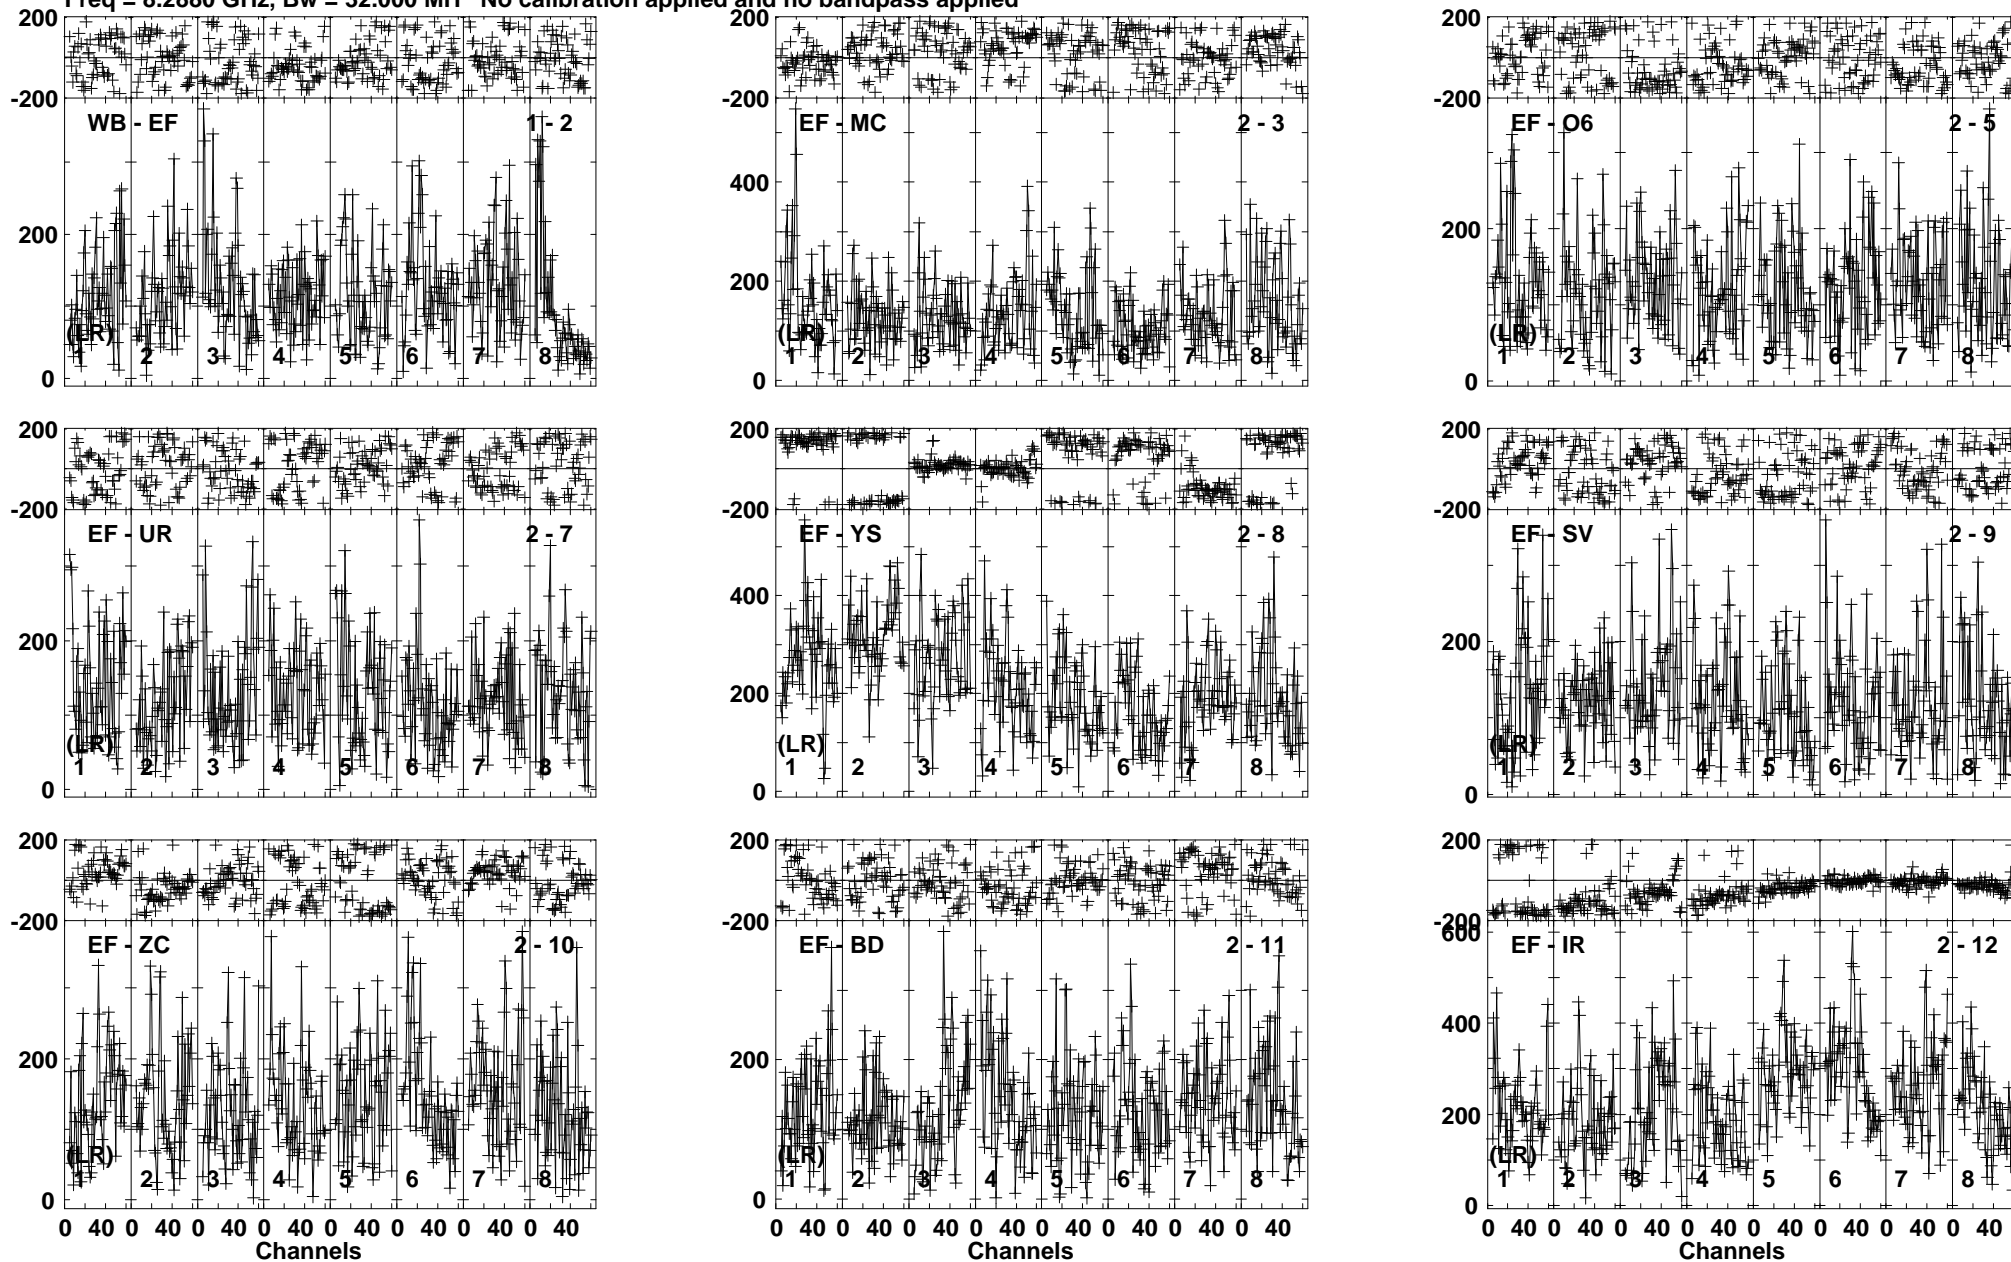 Freq = 8.2880 GHz, Bw = 32.000 MH No calibration applied and no bandpass applied
200 200 200
-200 -200 -200
WB - EF 1 - 2 EF - MC 2 - 3 EF - O6 2 - 5
400
200 200 200
(LR) (LR) (LR)
1 2 3 4 5 6 7 8 1 2 3 4 5 6 7 8 1 2 3 4 5 6 7 8
0 0 0
200 200 200
-200 -200 -200
EF - UR 2 - 7 EF - YS 2 - 8 EF - SV 2 - 9
400
200 200 200
(LR) (LR) (LR)
1 2 3 4 5 6 7 8 1 2 3 4 5 6 7 8 1 2 3 4 5 6 7 8
0 0 0
200 200 200
-200 -200 -200
600
EF - ZC 2 - 10 EF - BD 2 - 11 EF - IR 2 - 12
400
200 200 200
(LR) (LR) (LR)
1 2 3 4 5 6 7 8 1 2 3 4 5 6 7 8 1 2 3 4 5 6 7 8
0 0 0
0 40 0 40 0 40 0 40 0 40 0 40 0 40 0 40 0 40 0 40 0 40 0 40 0 40 0 40 0 40 0 40 0 40 0 40 0 40 0 40 0 40 0 40 0 40 0 40
Channels Channels Channels